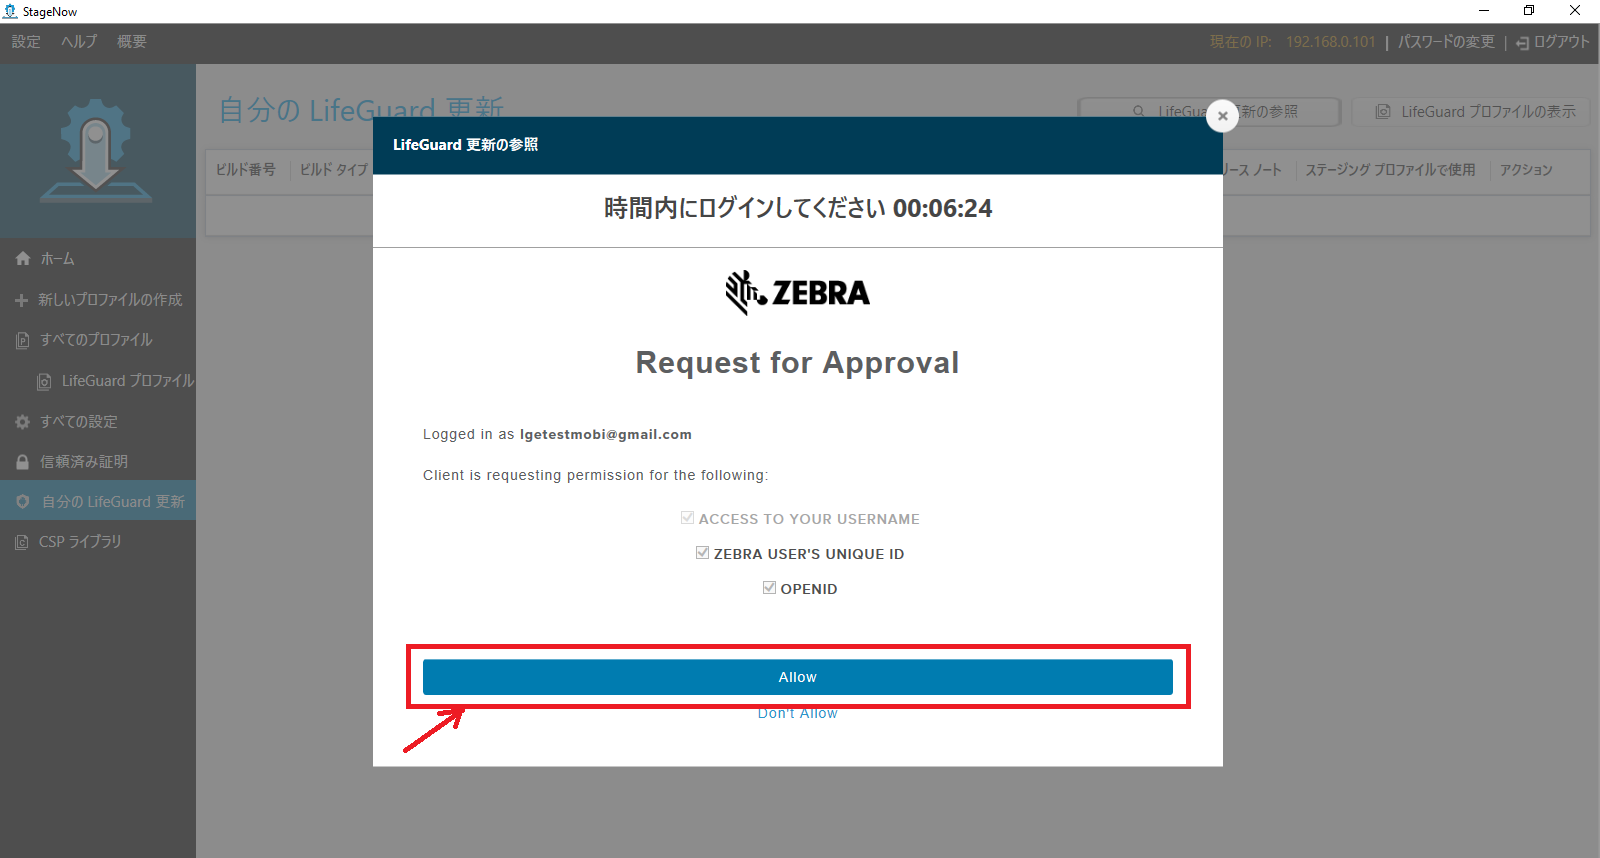 StageNow
設定 ヘルプ 概要
現在の IP: 192.168.0.101 | パスワードの変更 | ログアウト
自分の LifeGuard 更新
LifeGua 更新の参照
LifeGuard プロファイルの表示
ビルド番号 ビルド タイプ
リース ノート ステージング プロファイルで使用 アクション
ホーム
新しいプロファイルの作成
すべてのプロファイル
LifeGuard プロファイル
すべての設定
信頼済み証明
自分の LifeGuard 更新
CSP ライブラリ
LifeGuard 更新の参照
時間内にログインしてください 00:06:24
ZEBRA
Request for Approval
Logged in as lgetestmobi@gmail.com
Client is requesting permission for the following:
ACCESS TO YOUR USERNAME
ZEBRA USER'S UNIQUE ID
OPENID
Allow
Don't Allow